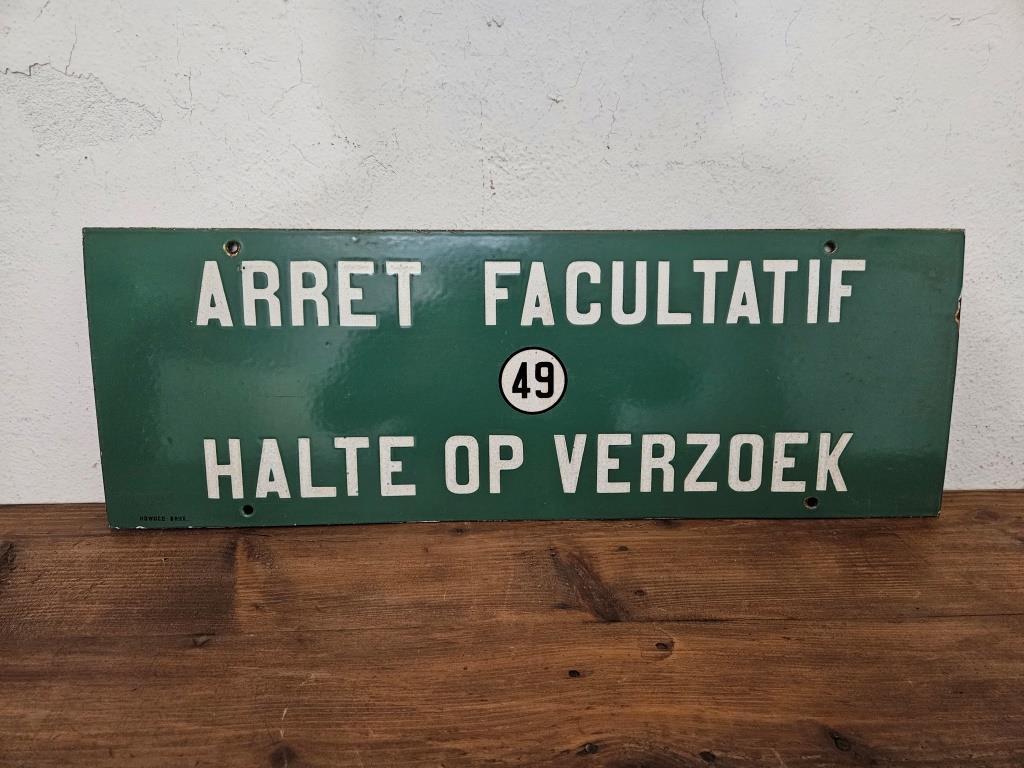 ARRET FACULTATIF
49
HALTE OP VERZOEK